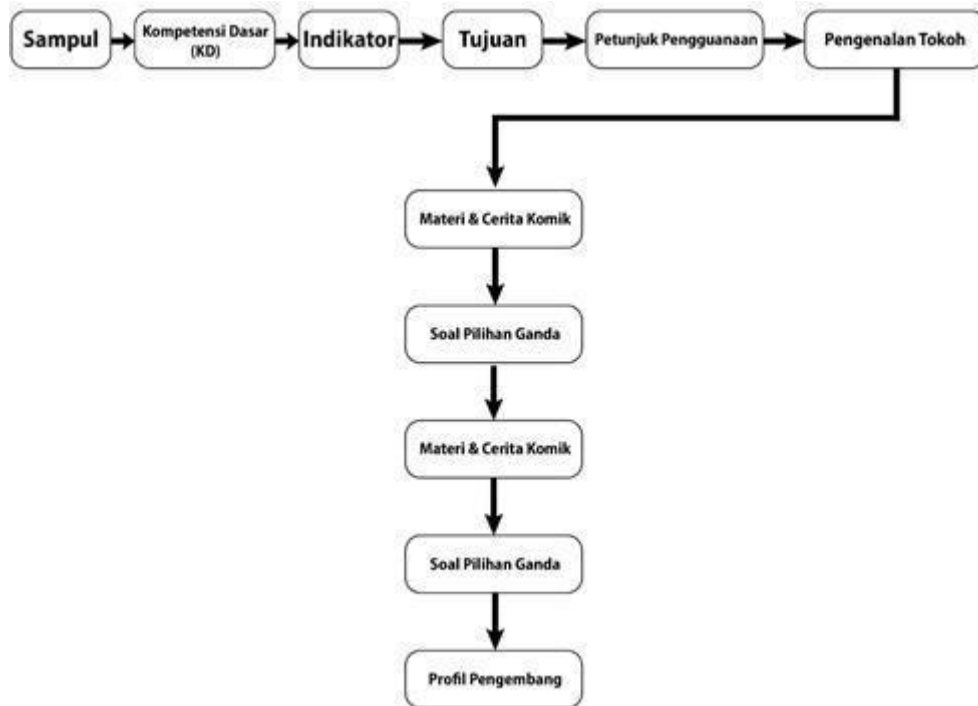 Sampul
Kompetensi Dasar
(KD)
Indikator
Tujuan
Petunjuk Pengguanaan
Pengenalan Tokoh
Materi & Cerita Komik
Soal Pilihan Ganda
Materi & Cerita Komik
Soal Pilihan Ganda
Profil Pengembang